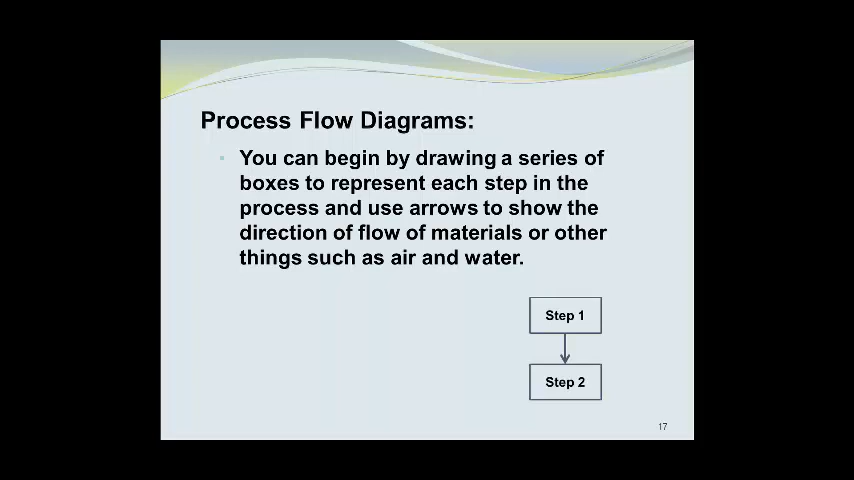 Process Flow Diagrams:
You can begin by drawing a series of
boxes to represent each step in the
process and use arrows to show the
direction of flow of materials or other
things such as air and water.
Step 1
Step 2
17